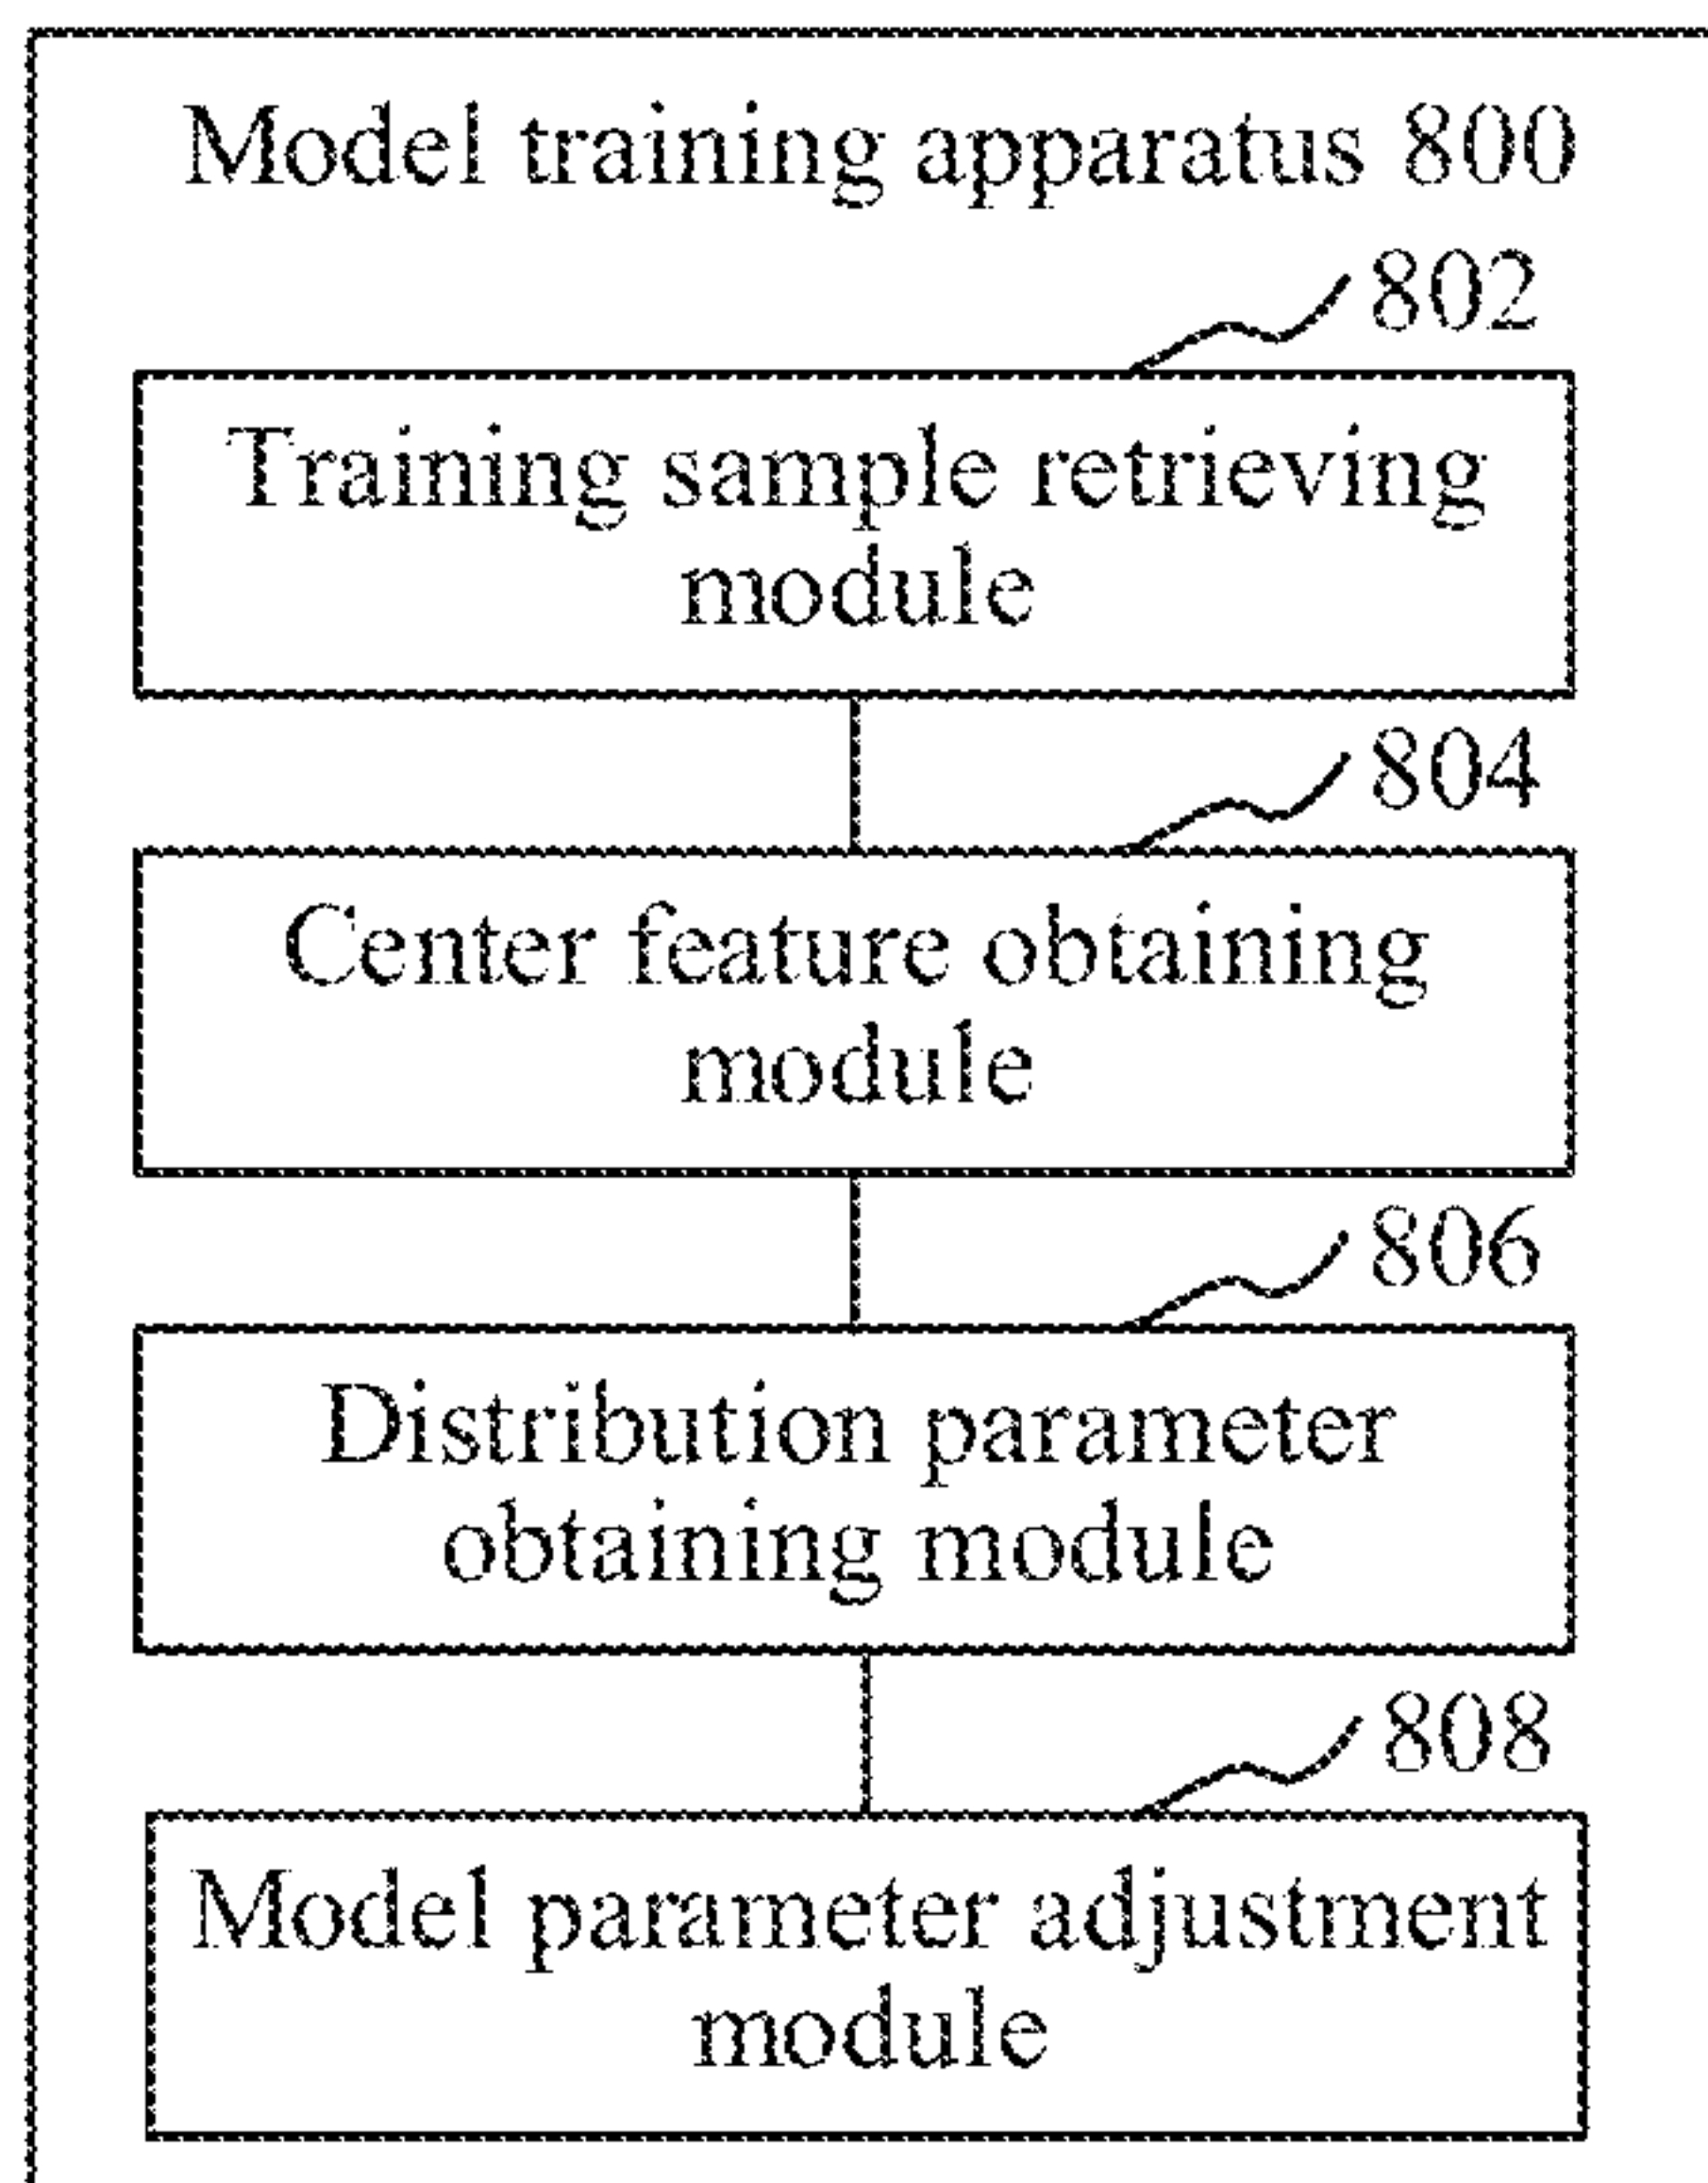 Model training apparatus 800
802
Training sample retrieving
module
804
Center feature obtaining
module
806
Distribution parameter
obtaining module
808
Model parameter adjustment
module